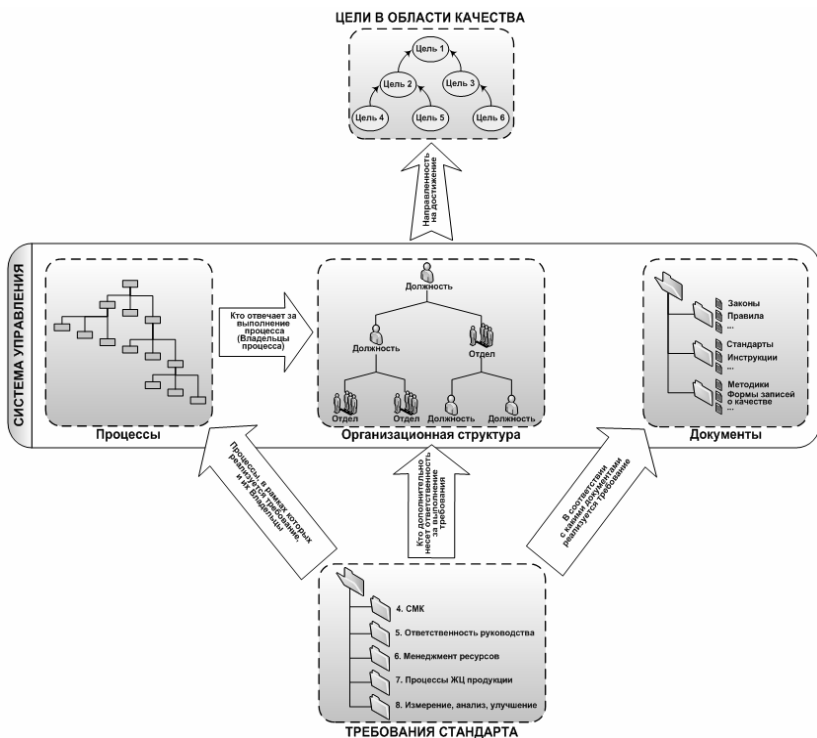 ЦЕЛИ В ОБЛАСТИ КАЧЕСТВА
Цель 1
Цель 2
Цель 3
Цель 4
Цель 5
Цель 6
Направленность
на достижение
СИСТЕМА УПРАВЛЕНИЯ
Кто отвечает за
выполнение
процесса
(Владельцы
процесса)
Процессы
Должность
Должность
Отдел
Отдел
Отдел
Должность
Должность
Организационная структура
Законы
Правила
...
Стандарты
Инструкции
...
Методики
Формы записей
о качестве
...
Документы
Процессы, в рамках которых
реализуется требование,
и их Владельцы
Кто дополнительно
несет ответственность
за выполнение
требования
В соответствии
с какими документами
реализуется требование
4. СМК
5. Ответственность руководства
6. Менеджмент ресурсов
7. Процессы ЖЦ продукции
8. Измерение, анализ, улучшение
ТРЕБОВАНИЯ СТАНДАРТА